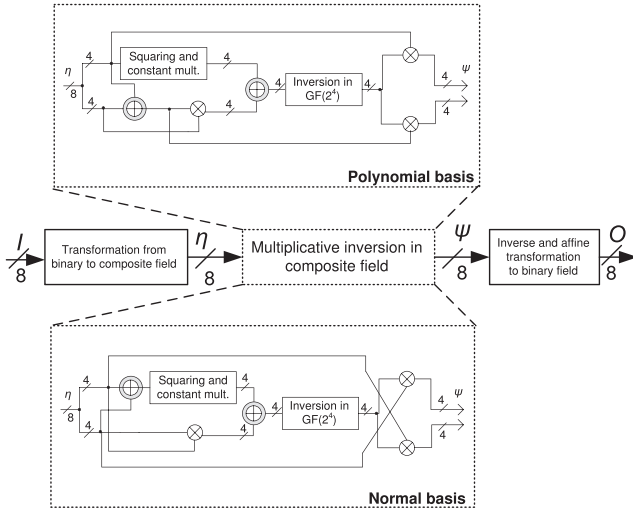 η
8
4
4
Squaring and
constant mult.
4
4
4
Inversion in
GF(2⁴)
4
4
4
ψ
Polynomial basis
I
8
Transformation from
binary to composite field
η
8
Multiplicative inversion in
composite field
Ψ
8
Inverse and affine
transformation
to binary field
O
8
η
8
4
4
Squaring and
constant mult.
4
4
4
Inversion in
GF(2⁴)
4
4
4
ψ
Normal basis